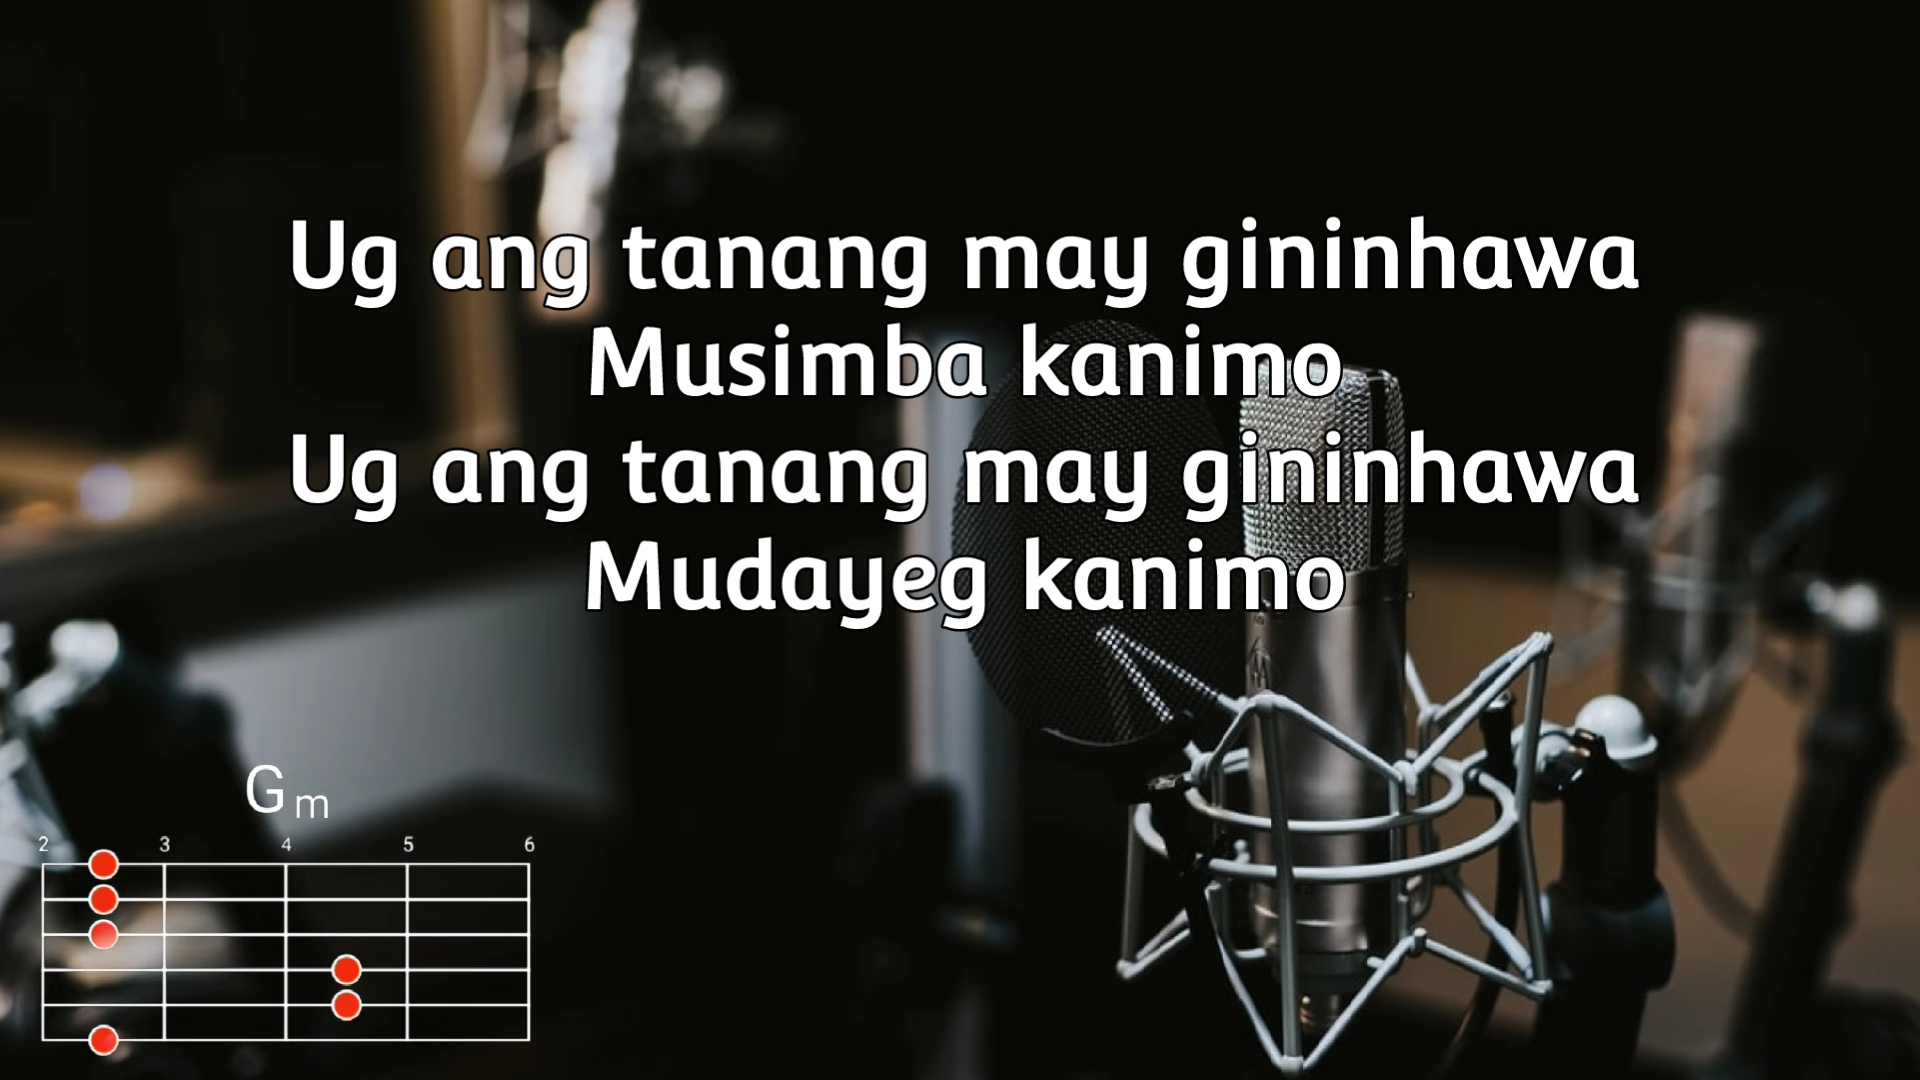 Ug ang tanang may gininhawa
Musimba kanimo
Ug ang tanang may gininhawa
Mudayeg kanimo
Gm
2 3 4 5 6